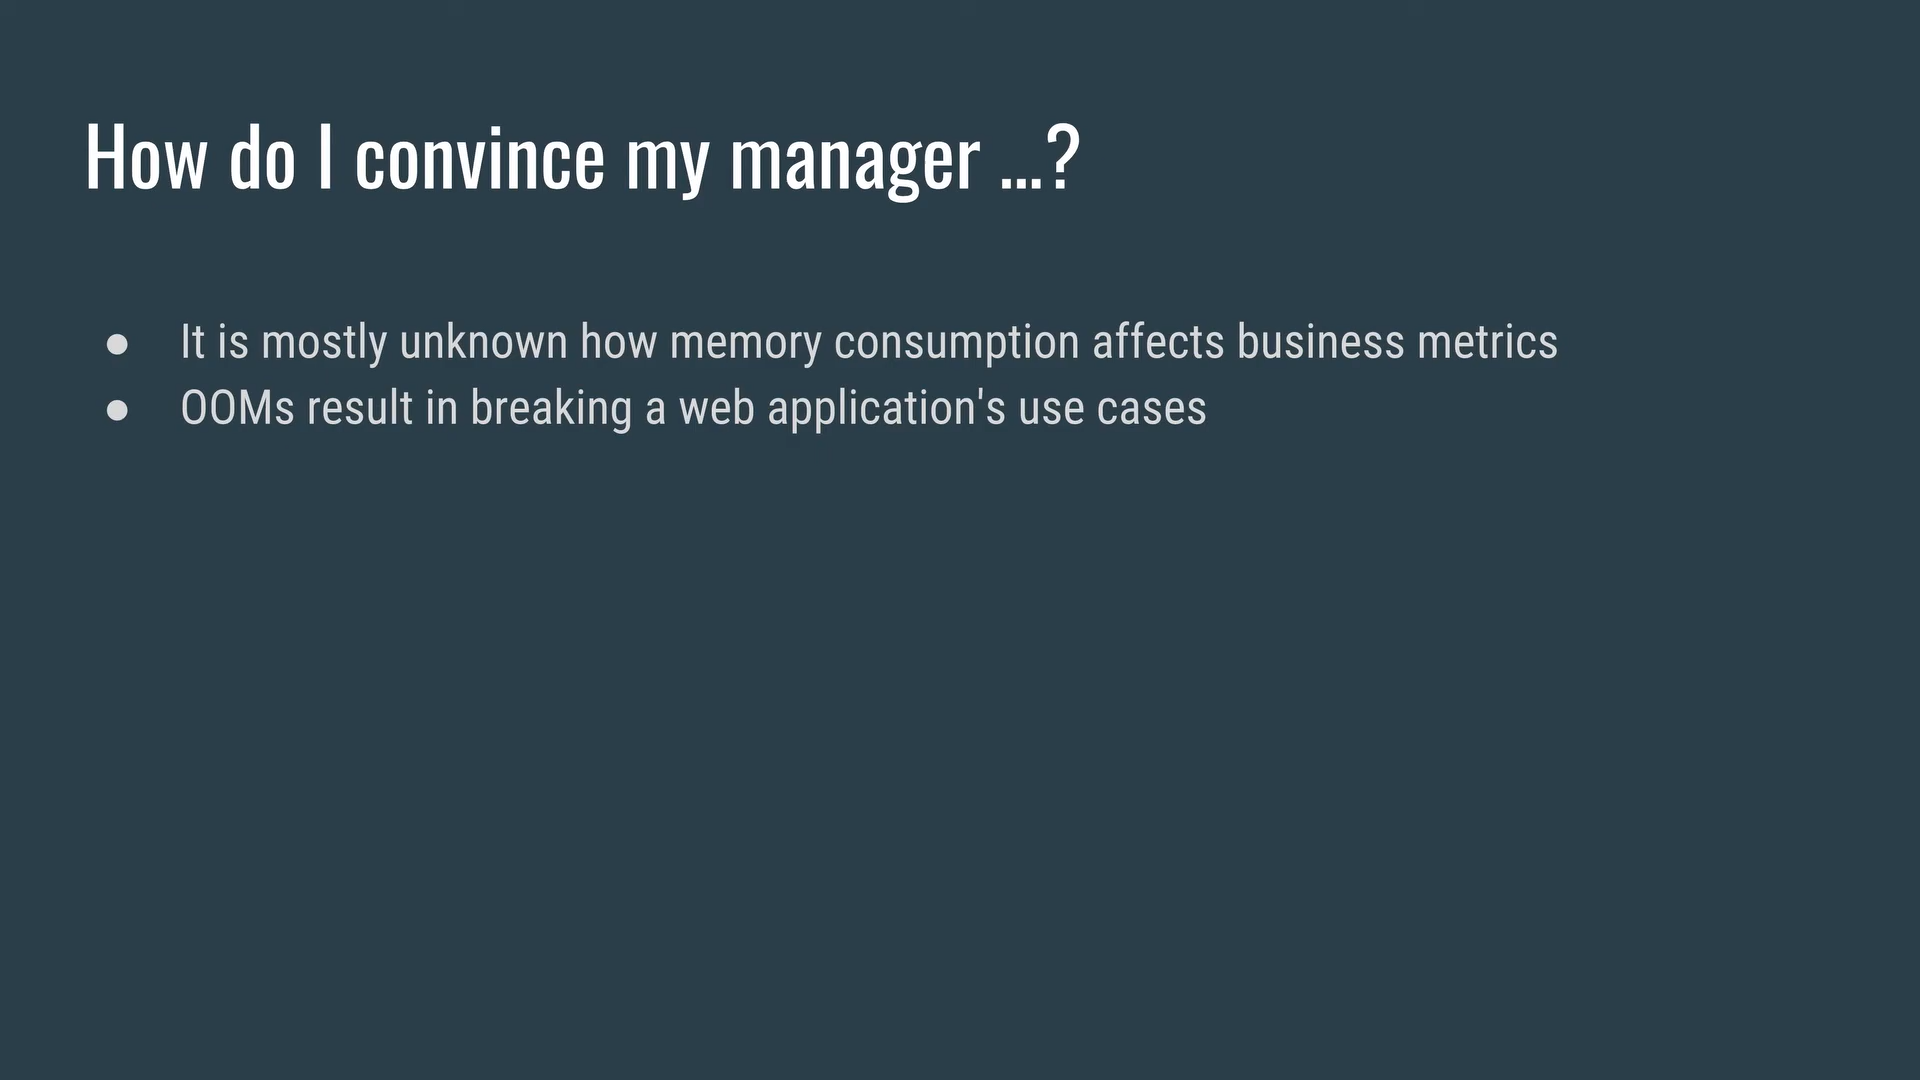 How do I convince my manager ...?
● It is mostly unknown how memory consumption affects business metrics
● OOMs result in breaking a web application's use cases